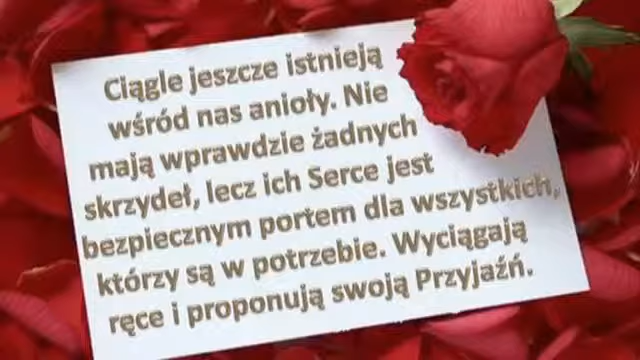 Ciągle jeszcze istnieją
wśród nas anioły. Nie
mają wprawdzie żadnych
skrzydeł, lecz ich Serce jest
bezpiecznym portem dla wszystkich,
którzy są w potrzebie. Wyciągają
ręce i proponują swoją Przyjaźń.